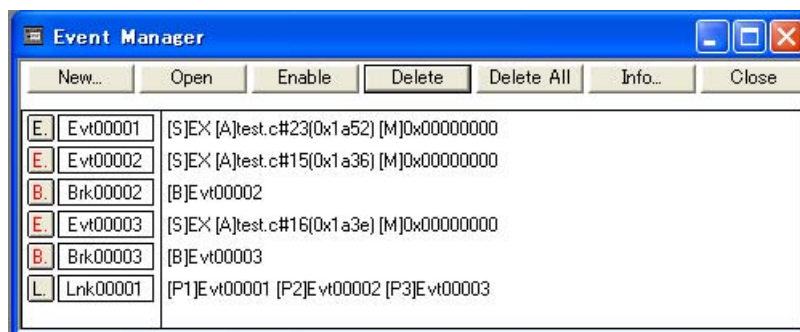 Event Manager
New... Open Enable Delete Delete All Info... Close
E. Evt00001 [S]EX [A]test.c#23(0x1a52) [M]0x00000000
E. Evt00002 [S]EX [A]test.c#15(0x1a36) [M]0x00000000
B. Brk00002 [B]Evt00002
E. Evt00003 [S]EX [A]test.c#16(0x1a3e) [M]0x00000000
B. Brk00003 [B]Evt00003
L. Lnk00001 [P1]Evt00001 [P2]Evt00002 [P3]Evt00003